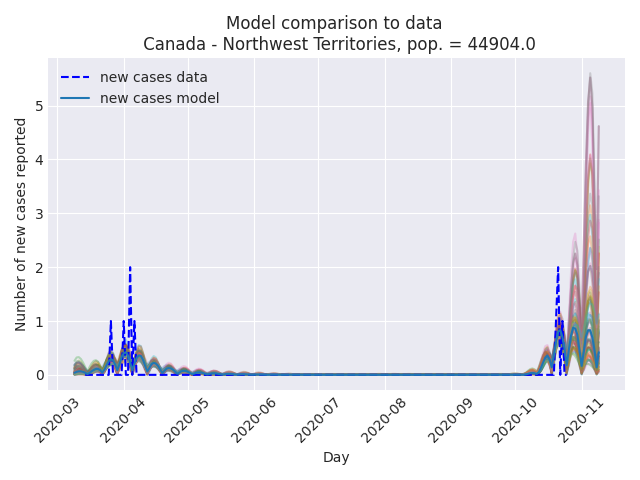 Model comparison to data
Canada - Northwest Territories, pop. = 44904.0
new cases data
new cases model
Number of new cases reported
5
4
3
2
1
0
2020-03
2020-04
2020-05
2020-06
2020-07
2020-08
2020-09
2020-10
2020-11
Day